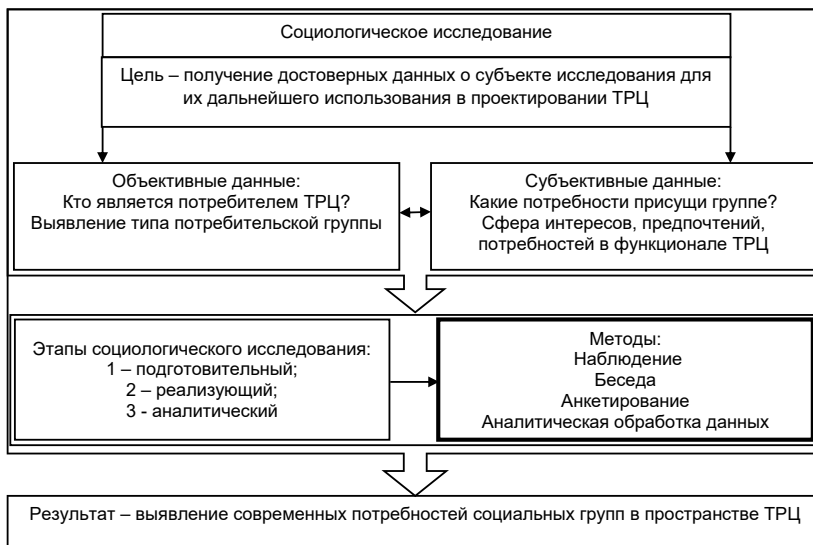 Социологическое исследование
Цель – получение достоверных данных о субъекте исследования для
их дальнейшего использования в проектировании ТРЦ
Объективные данные:
Кто является потребителем ТРЦ?
Выявление типа потребительской группы
Субъективные данные:
Какие потребности присущи группе?
Сфера интересов, предпочтений,
потребностей в функционале ТРЦ
Этапы социологического исследования:
1 – подготовительный;
2 – реализующий;
3 - аналитический
Методы:
Наблюдение
Беседа
Анкетирование
Аналитическая обработка данных
Результат – выявление современных потребностей социальных групп в пространстве ТРЦ